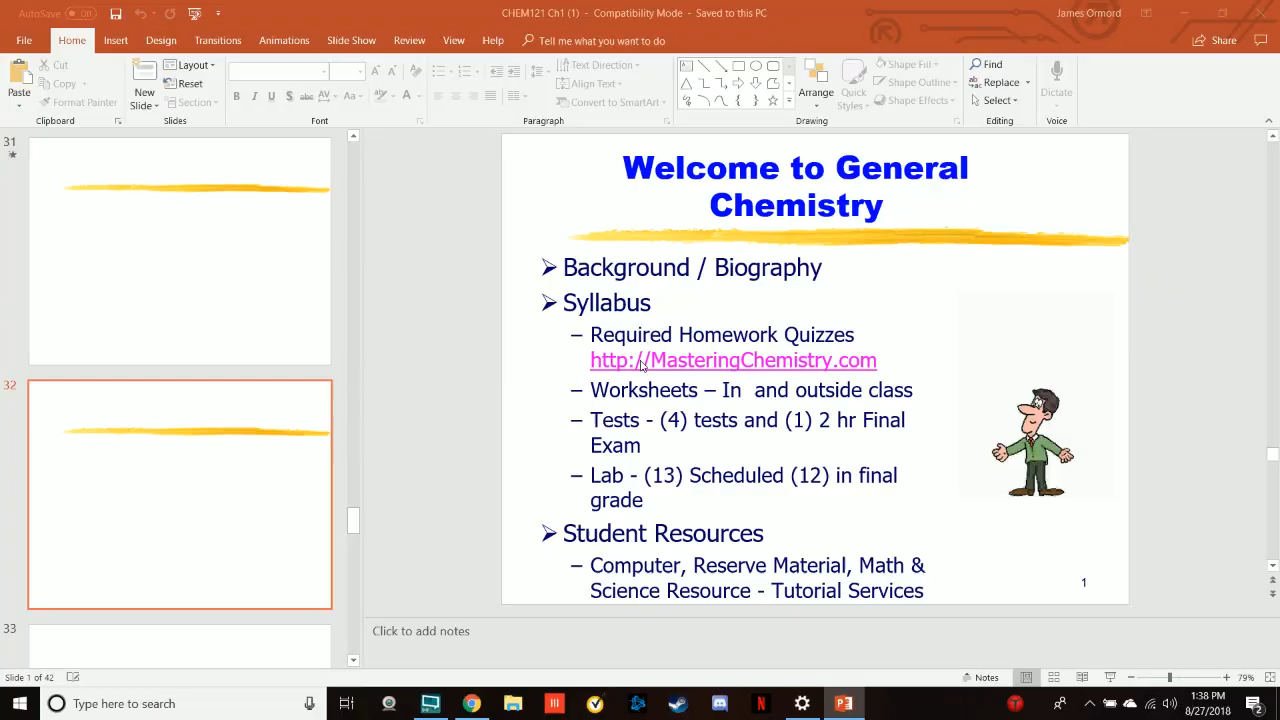 AutoSave Off
CHEM121 Ch1 (1) - Compatibility Mode - Saved to this PC
James Ormord
File Home Insert Design Transitions Animations Slide Show Review View Help Tell me what you want to do
Share
Paste
Cut
Copy
Format Painter
Clipboard
New Slide
Layout
Reset
Section
Slides
B I U S abc AV Aa A
Font
Text Direction
Align Text
Convert to SmartArt
Paragraph
Arrange
Quick Styles
Shape Fill
Shape Outline
Shape Effects
Drawing
Find
Replace
Select
Editing
Dictate
Voice
31
32
33
Welcome to General
Chemistry
Background / Biography
Syllabus
– Required Homework Quizzes
http://MasteringChemistry.com
– Worksheets – In and outside class
– Tests - (4) tests and (1) 2 hr Final
Exam
– Lab - (13) Scheduled (12) in final
grade
Student Resources
– Computer, Reserve Material, Math &
Science Resource - Tutorial Services
1
Click to add notes
Slide 1 of 42
Notes
79%
Type here to search
1:38 PM
8/27/2018
2